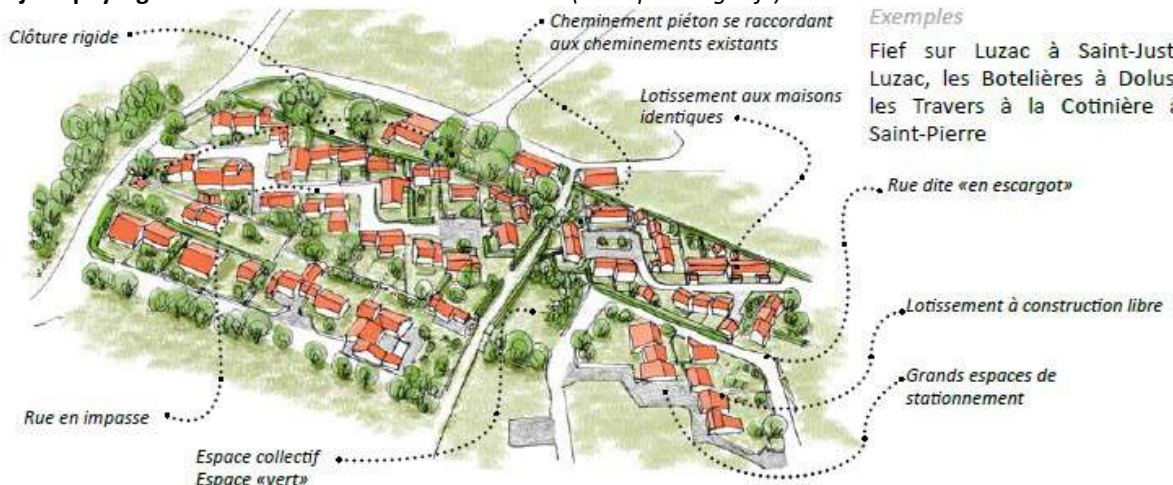 Clôture rigide
Cheminement piéton se raccordant
aux cheminements existants
Exemples
Fief sur Luzac à Saint-Just
Luzac, les Botelières à Dolus
les Travers à la Cotinière à
Saint-Pierre
Lotissement aux maisons
identiques
Rue dite «en escargot»
Lotissement à construction libre
Grands espaces de
stationnement
Rue en impasse
Espace collectif
Espace «vert»